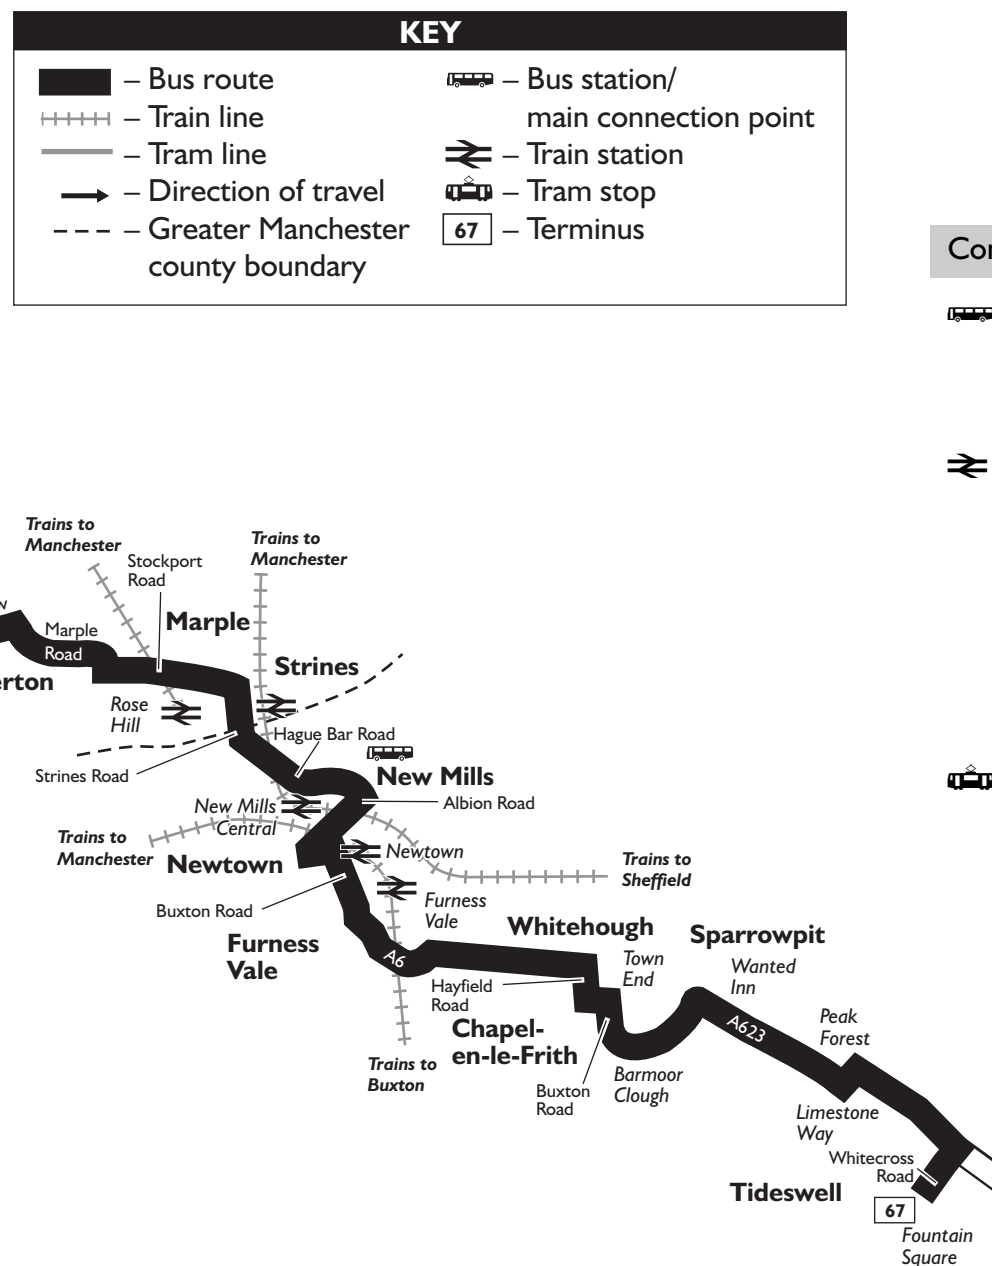 KEY
– Bus route
– Train line
– Tram line
– Direction of travel
– Greater Manchester
county boundary
– Bus station/
main connection point
– Train station
– Tram stop
67 – Terminus
Trains to
Manchester
Stockport
Road
Trains to
Manchester
Marple
Marple
Road
Strines
Rose
Hill
Hague Bar Road
Strines Road
New Mills
New Mills
Central
Albion Road
Trains to
Manchester
Newtown
Newtown
Trains to
Sheffield
Buxton Road
Furness
Vale
Furness
Vale
A6
Whitehough
Sparrowpit
Town
End
Wanted
Inn
Hayfield
Road
Chapel-
en-le-Frith
A623
Peak
Forest
Trains to
Buxton
Buxton
Road
Barmoor
Clough
Limestone
Way
Whitecross
Road
Tideswell
67
Fountain
Square